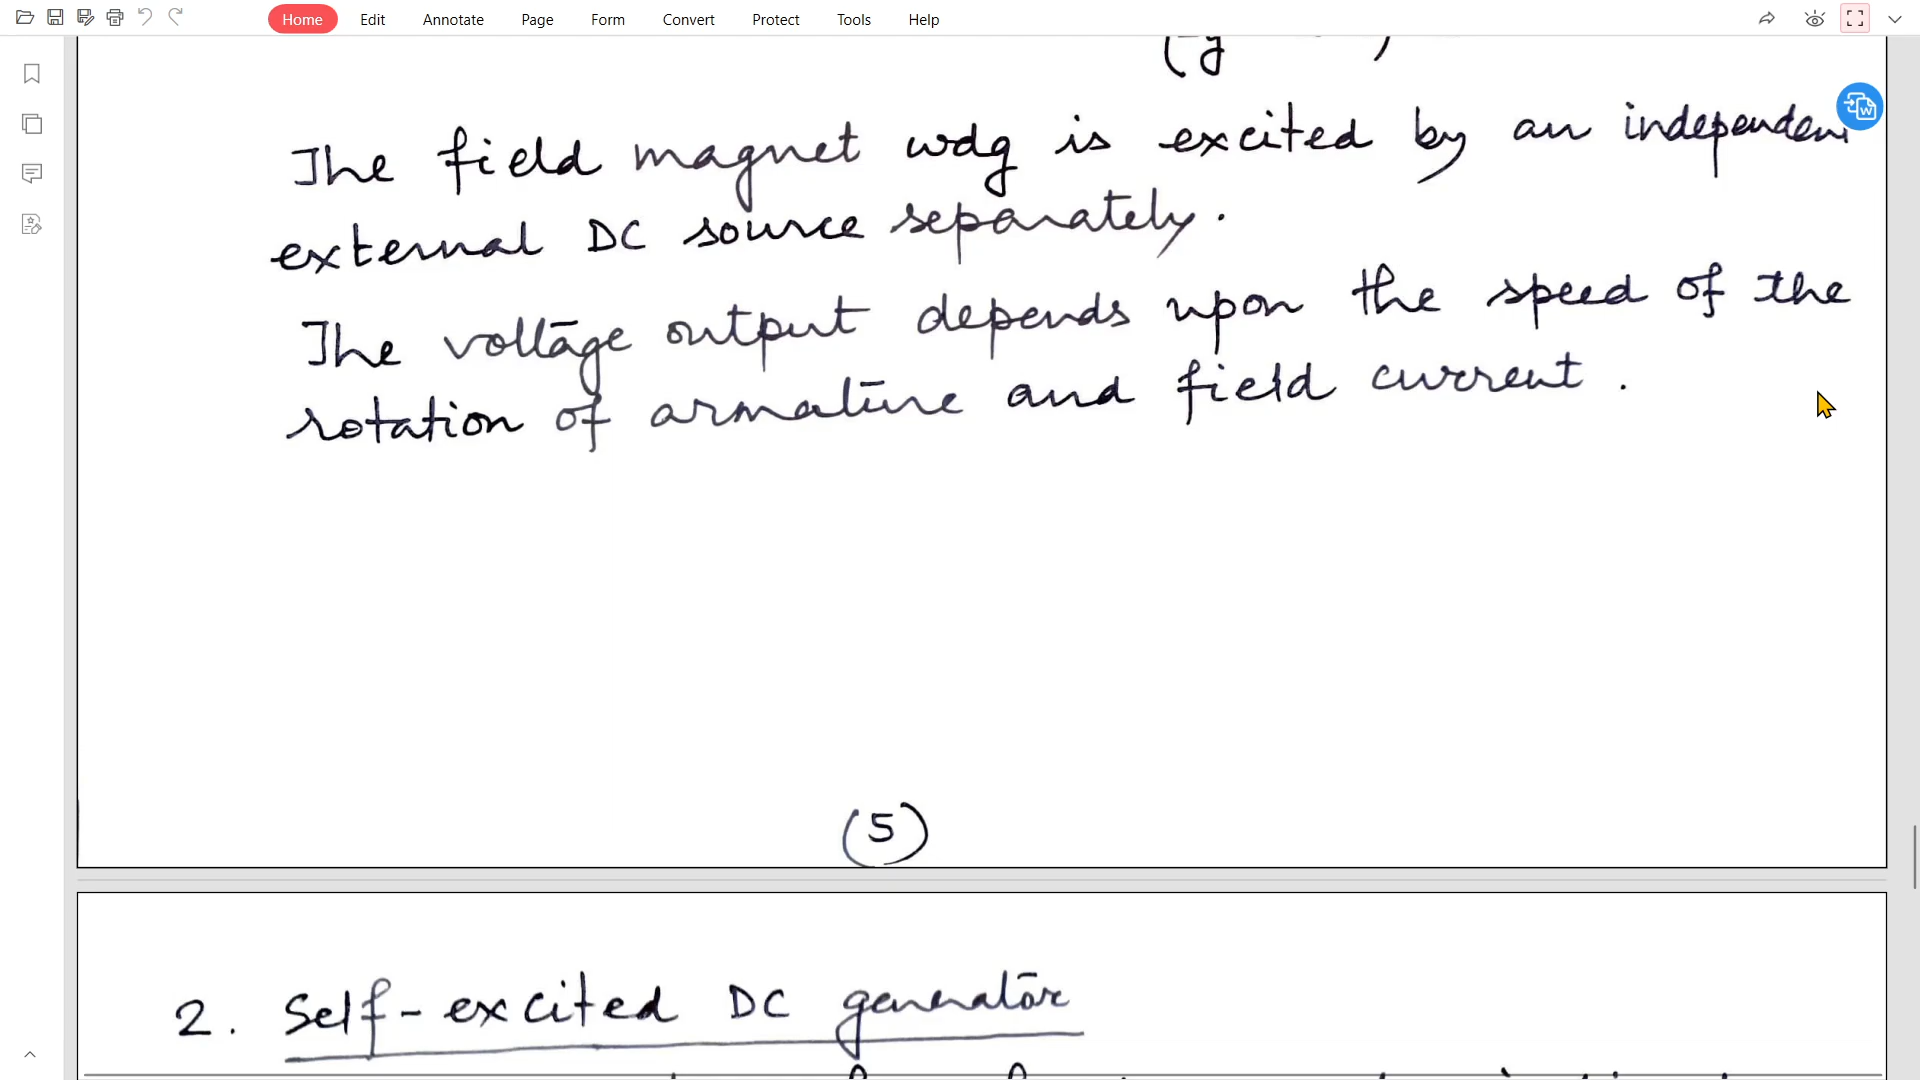 Home Edit Annotate Page Form Convert Protect Tools Help
The field magnet wdg is excited by an independent
external DC source separately.
The voltage output depends upon the speed of the
rotation of armature and field current.
(5)
2. Self-excited DC generator